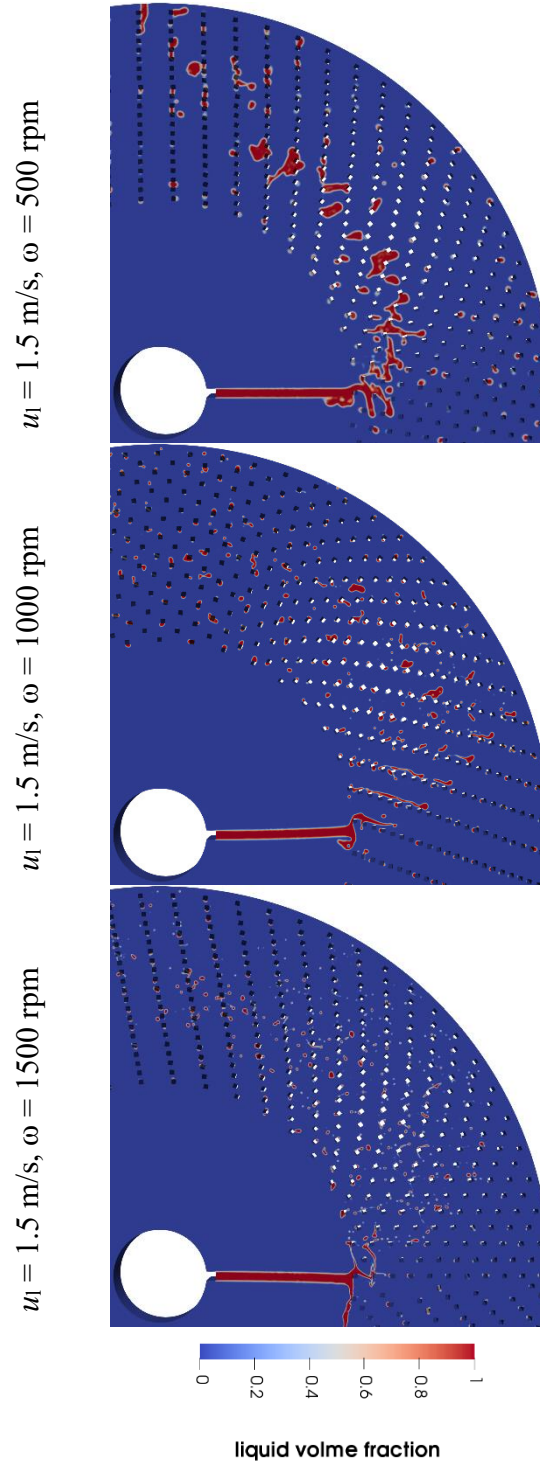 u₁ = 1.5 m/s, ω = 500 rpm
u₁ = 1.5 m/s, ω = 1000 rpm
u₁ = 1.5 m/s, ω = 1500 rpm
0
0.2
0.4
0.6
0.8
1
liquid volme fraction